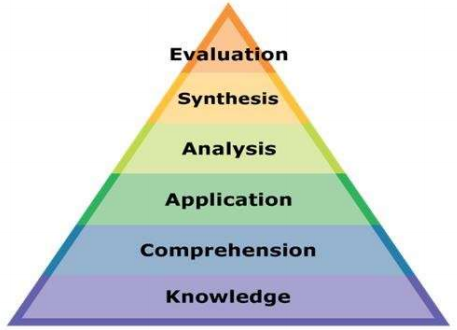 Evaluation
Synthesis
Analysis
Application
Comprehension
Knowledge